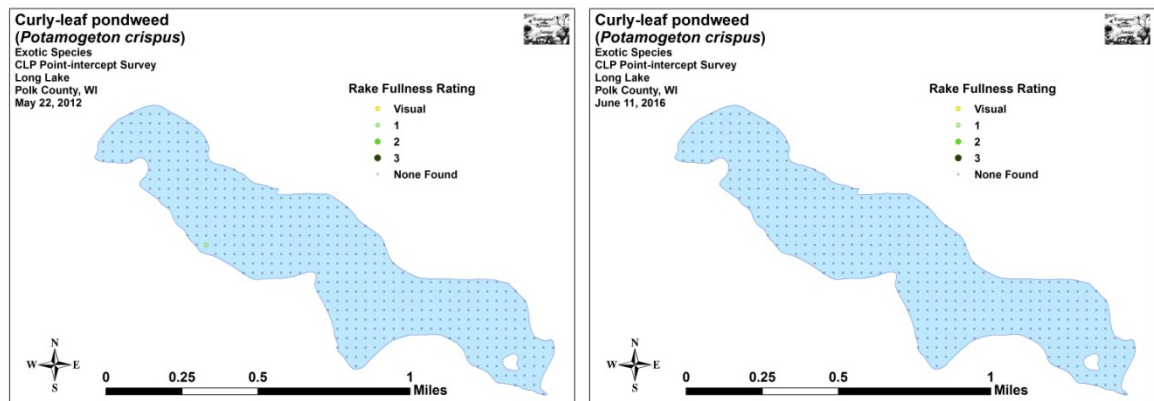 Curly-leaf pondweed
(Potamogeton crispus)
Exotic Species
CLP Point-intercept Survey
Long Lake
Polk County, WI
May 22, 2012
Rake Fullness Rating
Visual
1
2
3
None Found
N
W E
S
0 0.25 0.5 1
Miles
Curly-leaf pondweed
(Potamogeton crispus)
Exotic Species
CLP Point-intercept Survey
Long Lake
Polk County, WI
June 11, 2016
Rake Fullness Rating
Visual
1
2
3
None Found
N
W E
S
0 0.25 0.5 1
Miles